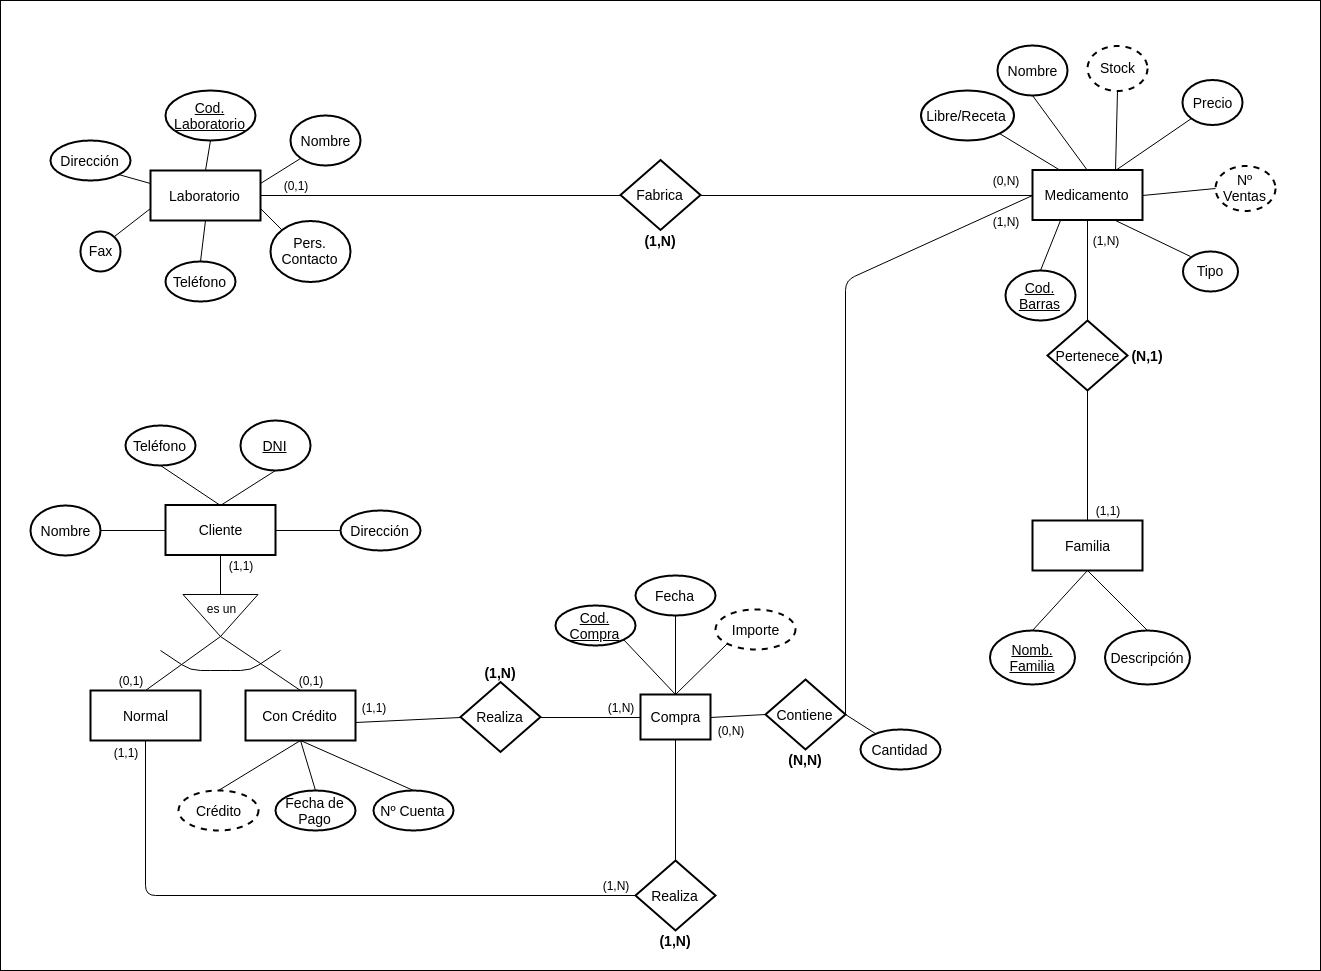 Nombre
Stock
Libre/Receta
Precio
Cod.
Laboratorio
Nombre
Dirección
Laboratorio
(0,1)
Fabrica
(1,N)
(0,N)
Medicamento
(1,N)
Nº
Ventas
Fax
Pers.
Contacto
Teléfono
(1,N)
Tipo
Cod.
Barras
Pertenece
(N,1)
Teléfono
DNI
Nombre
Cliente
Dirección
(1,1)
es un
(1,1)
Familia
Nomb.
Familia
Descripción
Fecha
Cod.
Compra
Importe
(0,1)
(0,1)
Normal
Con Crédito
(1,1)
(1,N)
Realiza
(1,N)
Compra
(0,N)
Contiene
(N,N)
Cantidad
(1,1)
Crédito
Fecha de
Pago
Nº Cuenta
(1,N)
Realiza
(1,N)